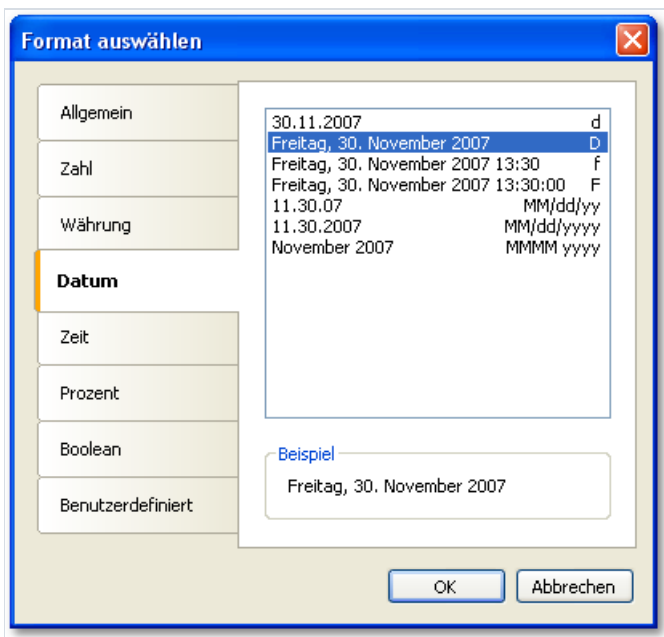 Format auswählen
Allgemein
Zahl
Währung
Datum
Zeit
Prozent
Boolean
Benutzerdefiniert
30.11.2007 d
Freitag, 30. November 2007 D
Freitag, 30. November 2007 13:30 f
Freitag, 30. November 2007 13:30:00 F
11.30.07 MM/dd/yy
11.30.2007 MM/dd/yyyy
November 2007 MMMM yyyy
Beispiel
Freitag, 30. November 2007
OK
Abbrechen